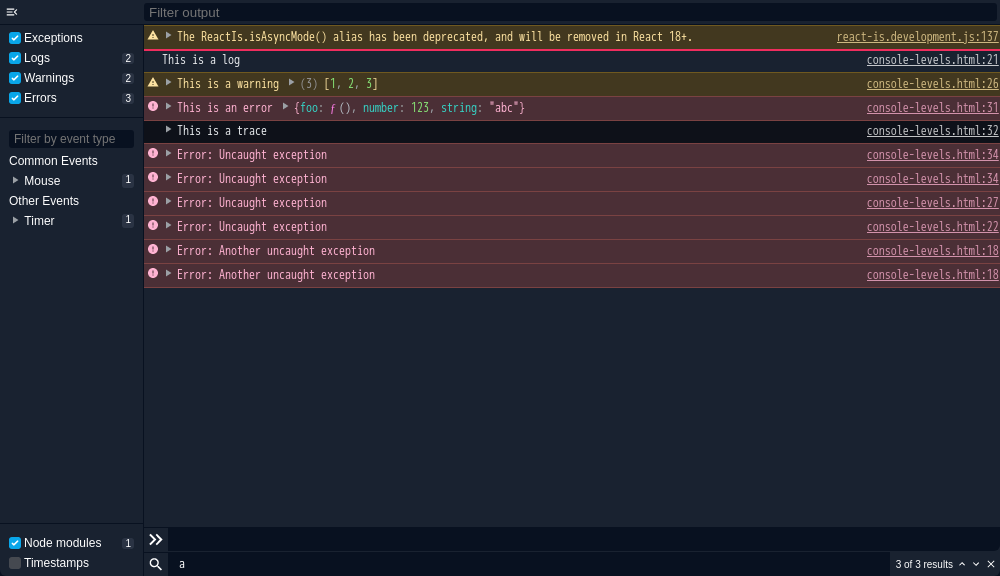 Filter output
Exceptions
Logs 2
Warnings 2
Errors 3
Filter by event type
Common Events
Mouse 1
Other Events
Timer 1
Node modules 1
Timestamps
The ReactIs.isAsyncMode() alias has been deprecated, and will be removed in React 18+. react-is.development.js:137
This is a log console-levels.html:21
This is a warning (3) [1, 2, 3] console-levels.html:26
This is an error {foo: ƒ (), number: 123, string: "abc"} console-levels.html:31
This is a trace console-levels.html:32
Error: Uncaught exception console-levels.html:34
Error: Uncaught exception console-levels.html:34
Error: Uncaught exception console-levels.html:27
Error: Uncaught exception console-levels.html:22
Error: Another uncaught exception console-levels.html:18
Error: Another uncaught exception console-levels.html:18
a 3 of 3 results